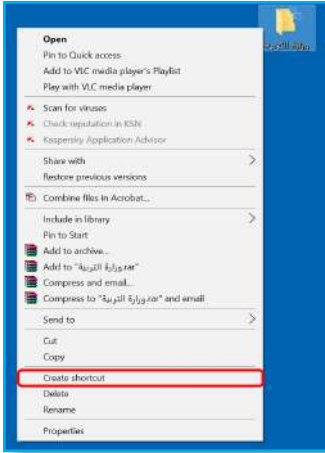 وزارة التربية
Open
Pin to Quick access
Add to VLC media player's Playlist
Play with VLC media player
Scan for viruses
Check reputation in KSN
Kaspersky Application Advisor
Share with
Restore previous versions
Combine files in Acrobat...
Include in library
Pin to Start
Add to archive...
Add to "وزارة التربية.rar"
Compress and email...
Compress to "وزارة التربية.rar" and email
Send to
Cut
Copy
Create shortcut
Delete
Rename
Properties